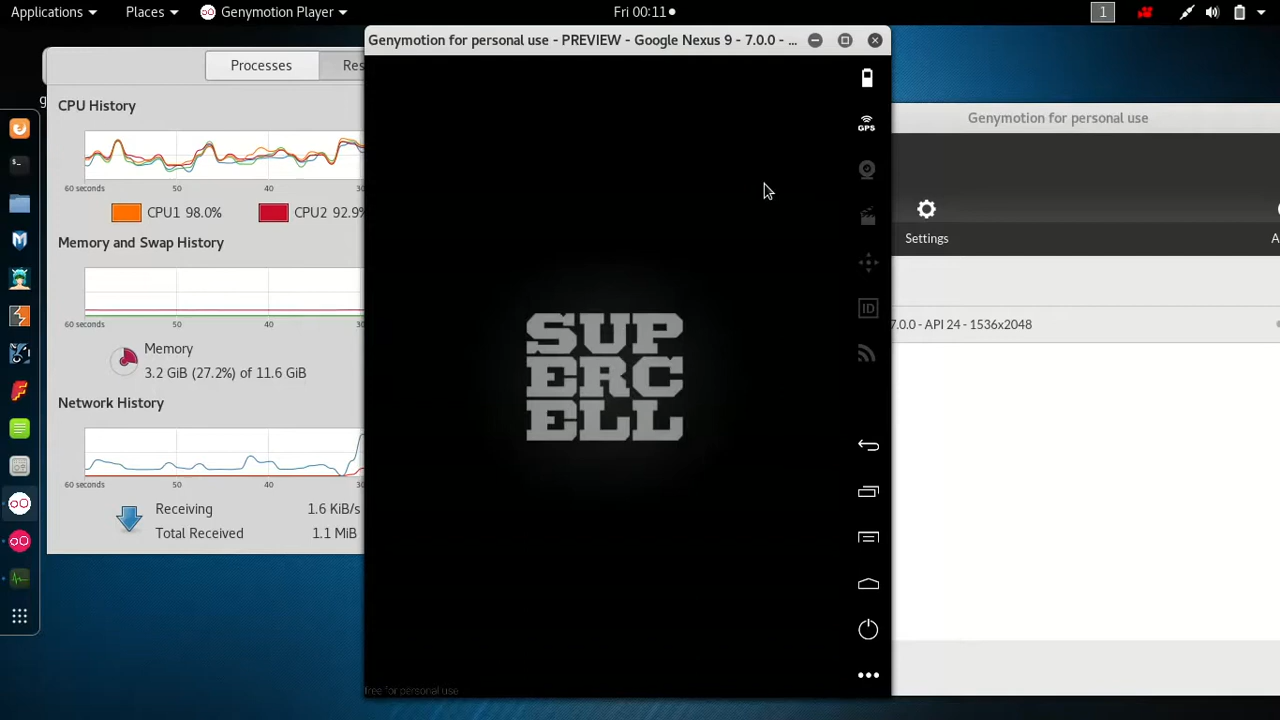 Applications
Places
Genymotion Player
Fri 00:11
1
Genymotion for personal use - PREVIEW - Google Nexus 9 - 7.0.0 - ...
Processes
Res
CPU History
60 seconds
50
40
30
CPU1 98.0%
CPU2 92.9%
Memory and Swap History
60 seconds
50
40
30
Memory
3.2 GiB (27.2%) of 11.6 GiB
Network History
60 seconds
50
40
30
Receiving
1.6 KiB/s
Total Received
1.1 MiB
SUP
ERC
ELL
free for personal use
GPS
ID
Genymotion for personal use
Settings
A
7.0.0 - API 24 - 1536x2048